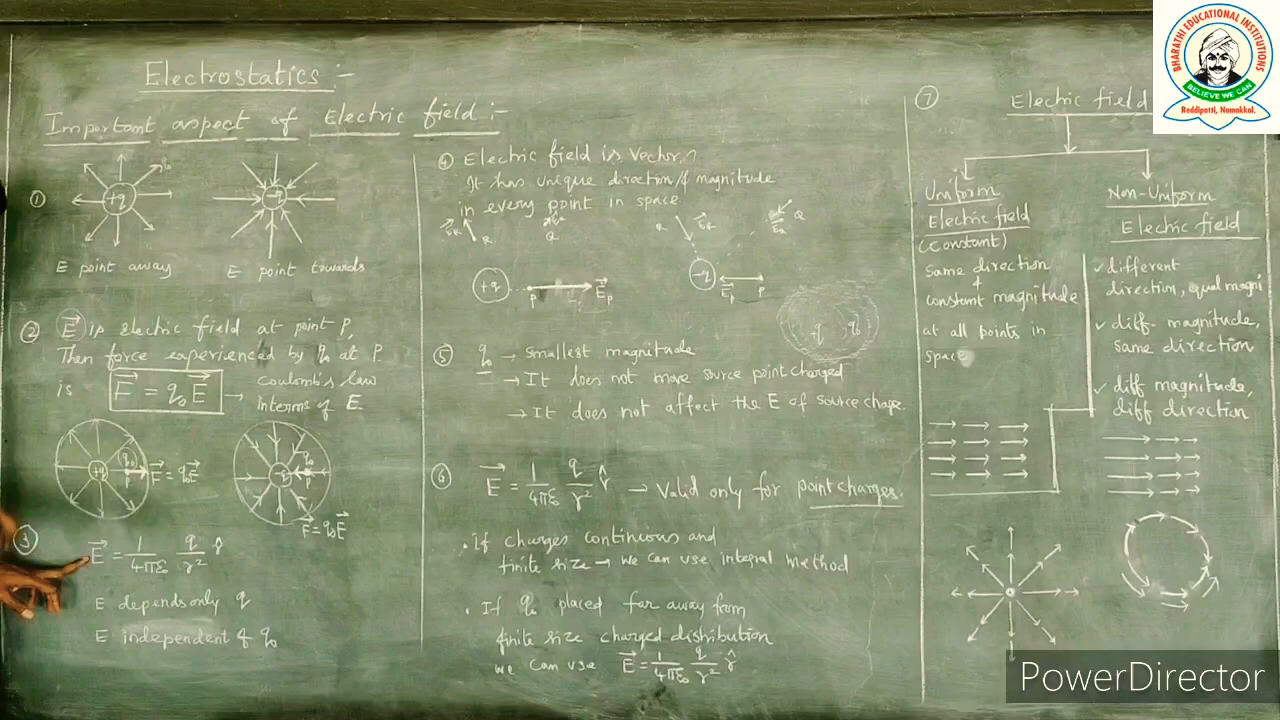 Electrostatics :-
Important aspect of Electric field :-
①
+q
q₀
-q
E point away
E point towards
② E⃗ is electric field at point P,
Then force experienced by q₀ at P
is F⃗ = q₀ E⃗ → Coulomb's law
interms of E.
+q q₀ P F⃗ = q₀E⃗
-q q₀ P
F⃗ = q₀E⃗
③
E⃗ = 1/4πε₀ q/r² r̂
E depends only q
E independent of q₀
④ Electric field is vector,
It has unique direction & magnitude
in every point in space
E⃗R R
Q
R E⃗R
E⃗Q Q
+q P E⃗P
-q E⃗P P
q q₀
⑤ q₀ → smallest magnitude
→ It does not move source point charged
→ It does not affect the E of source charge.
⑥ E⃗ = 1/4πε₀ q/r² r̂ → Valid only for point charges.
• If charges continuous and
finite size → we can use integral method
• If q₀ placed far away from
finite size charged distribution
we can use E⃗ = 1/4πε₀ q/r² r̂
⑦
Electric field
Uniform
Electric field
(constant)
same direction
&
constant magnitude
at all points in
space
Non-Uniform
Electric field
✓ different
direction, equal magni
✓ diff- magnitude,
same direction
✓ diff magnitude,
diff direction
BHARATHI EDUCATIONAL INSTITUTIONS
BELIEVE WE CAN
Reddipatti, Namakkal.
PowerDirector